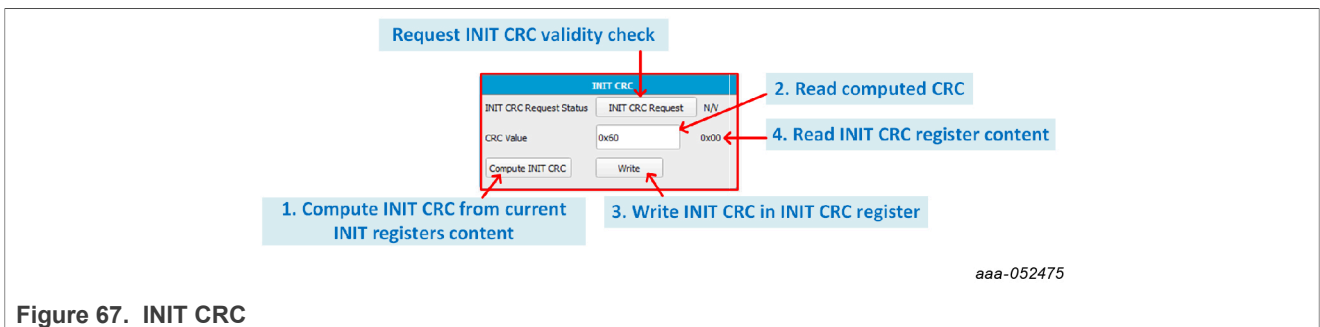 Request INIT CRC validity check
INIT CRC
INIT CRC Request Status INIT CRC Request N/V
2. Read computed CRC
CRC Value 0x60 0x00
4. Read INIT CRC register content
Compute INIT CRC Write
1. Compute INIT CRC from current
INIT registers content
3. Write INIT CRC in INIT CRC register
aaa-052475
Figure 67. INIT CRC